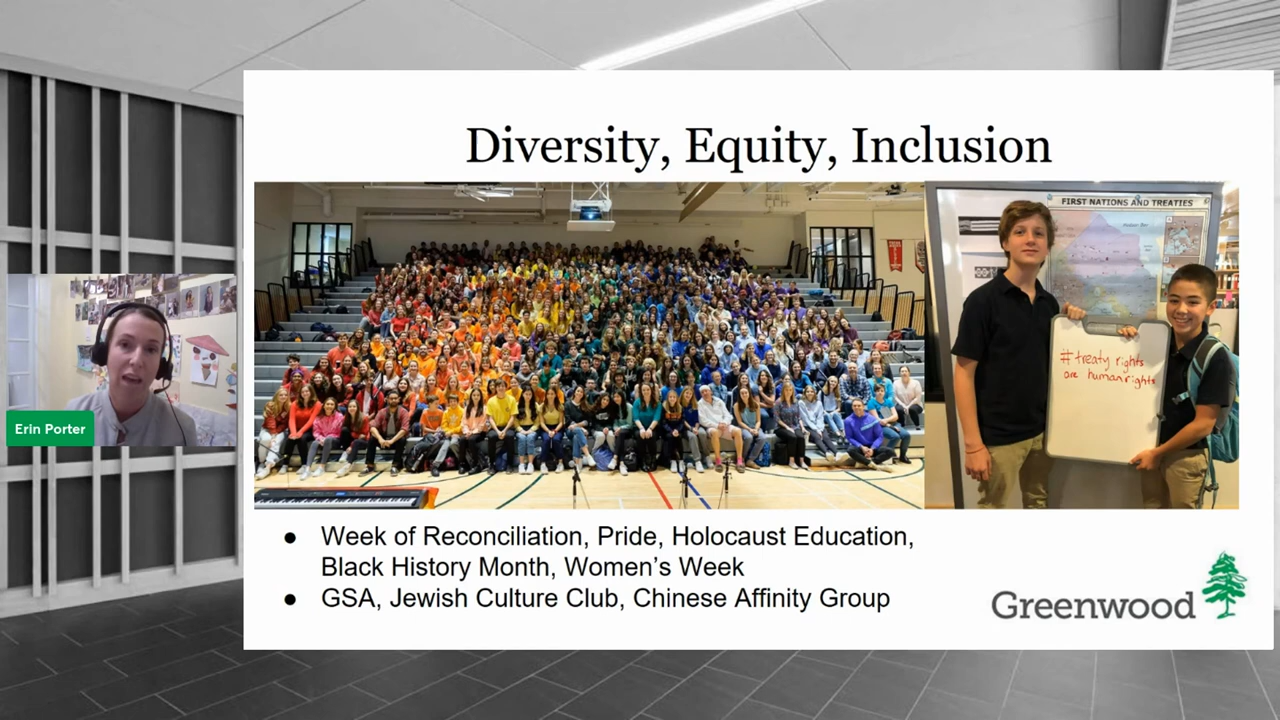 Diversity, Equity, Inclusion
FIRST NATIONS AND TREATIES
#treaty rights
are human rights
Erin Porter
● Week of Reconciliation, Pride, Holocaust Education,
Black History Month, Women's Week
● GSA, Jewish Culture Club, Chinese Affinity Group
Greenwood